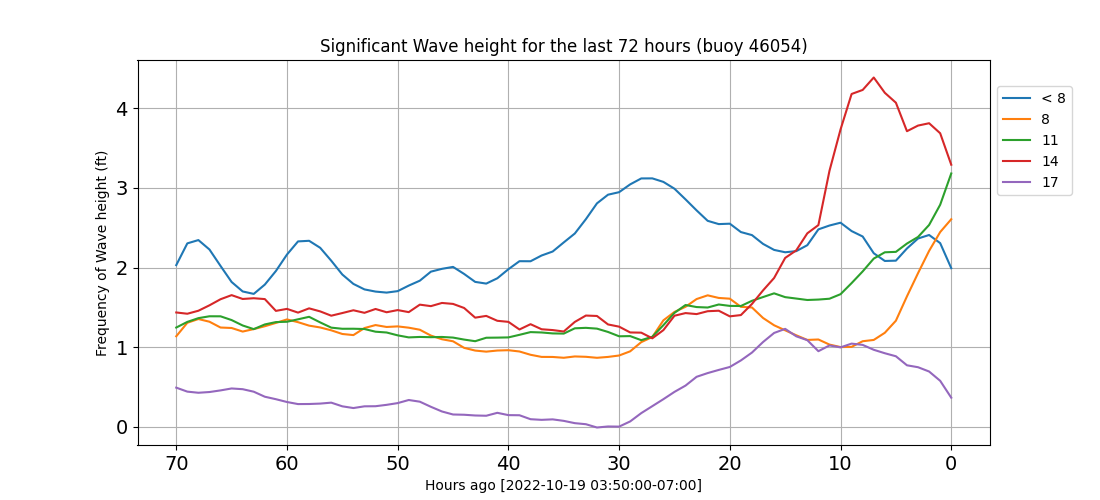 Significant Wave height for the last 72 hours (buoy 46054)
Frequency of Wave height (ft)
4
3
2
1
0
70 60 50 40 30 20 10 0
Hours ago [2022-10-19 03:50:00-07:00]
< 8
8
11
14
17